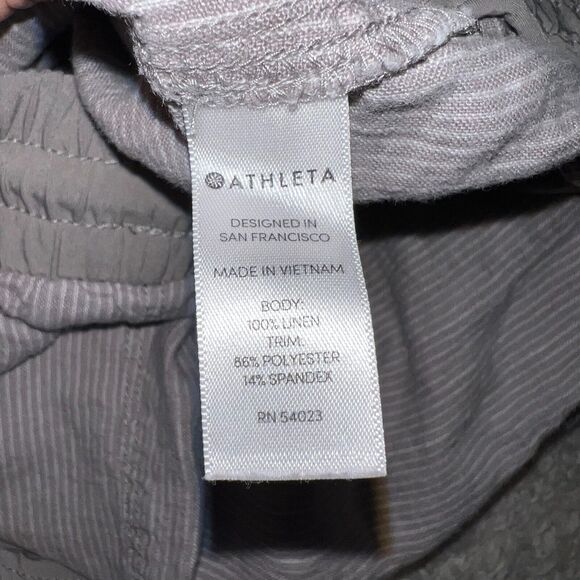 ATHLETA
DESIGNED IN
SAN FRANCISCO
MADE IN VIETNAM
BODY:
100% LINEN
TRIM:
86% POLYESTER
14% SPANDEX
RN 54023